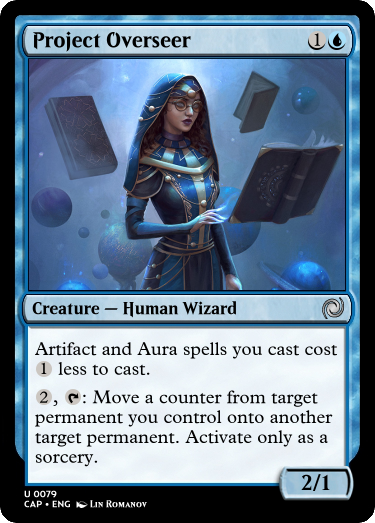 Project Overseer 1
Creature — Human Wizard
Artifact and Aura spells you cast cost
1 less to cast.
2, : Move a counter from target
permanent you control onto another
target permanent. Activate only as a
sorcery.
2/1
U 0079
CAP • ENG Lin Romanov